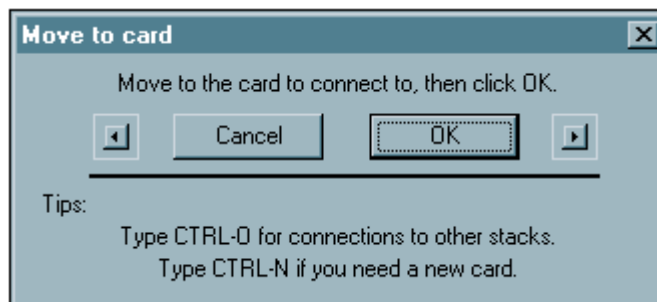 Move to card
Move to the card to connect to, then click OK.
Cancel OK
Tips:
Type CTRL-O for connections to other stacks.
Type CTRL-N if you need a new card.